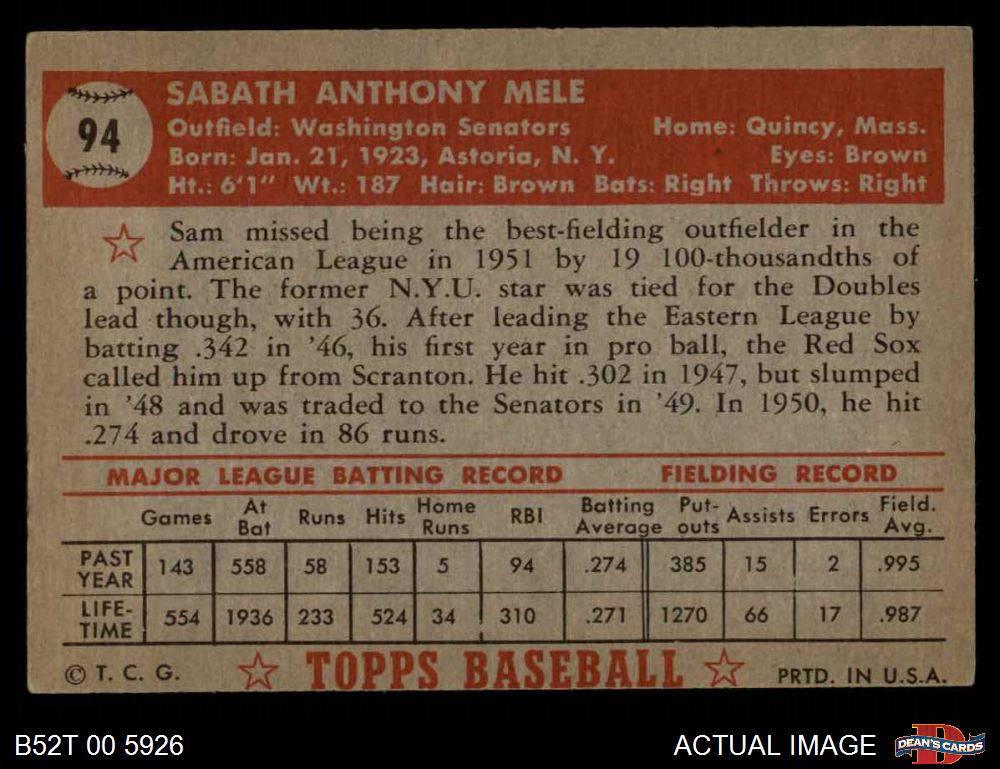 94
SABATH ANTHONY MELE
Outfield: Washington Senators Home: Quincy, Mass.
Born: Jan. 21, 1923, Astoria, N. Y. Eyes: Brown
Ht.: 6'1" Wt.: 187 Hair: Brown Bats: Right Throws: Right
Sam missed being the best-fielding outfielder in the
American League in 1951 by 19 100-thousandths of
a point. The former N.Y.U. star was tied for the Doubles
lead though, with 36. After leading the Eastern League by
batting .342 in '46, his first year in pro ball, the Red Sox
called him up from Scranton. He hit .302 in 1947, but slumped
in '48 and was traded to the Senators in '49. In 1950, he hit
.274 and drove in 86 runs.
MAJOR LEAGUE BATTING RECORD FIELDING RECORD
Games At Bat Runs Hits Home Runs RBI Batting Average Put-outs Assists Errors Field. Avg.
PAST YEAR 143 558 58 153 5 94 .274 385 15 2 .995
LIFE-TIME 554 1936 233 524 34 310 .271 1270 66 17 .987
© T. C. G. TOPPS BASEBALL PRTD. IN U.S.A.
B52T 00 5926 ACTUAL IMAGE D DEAN'S CARDS